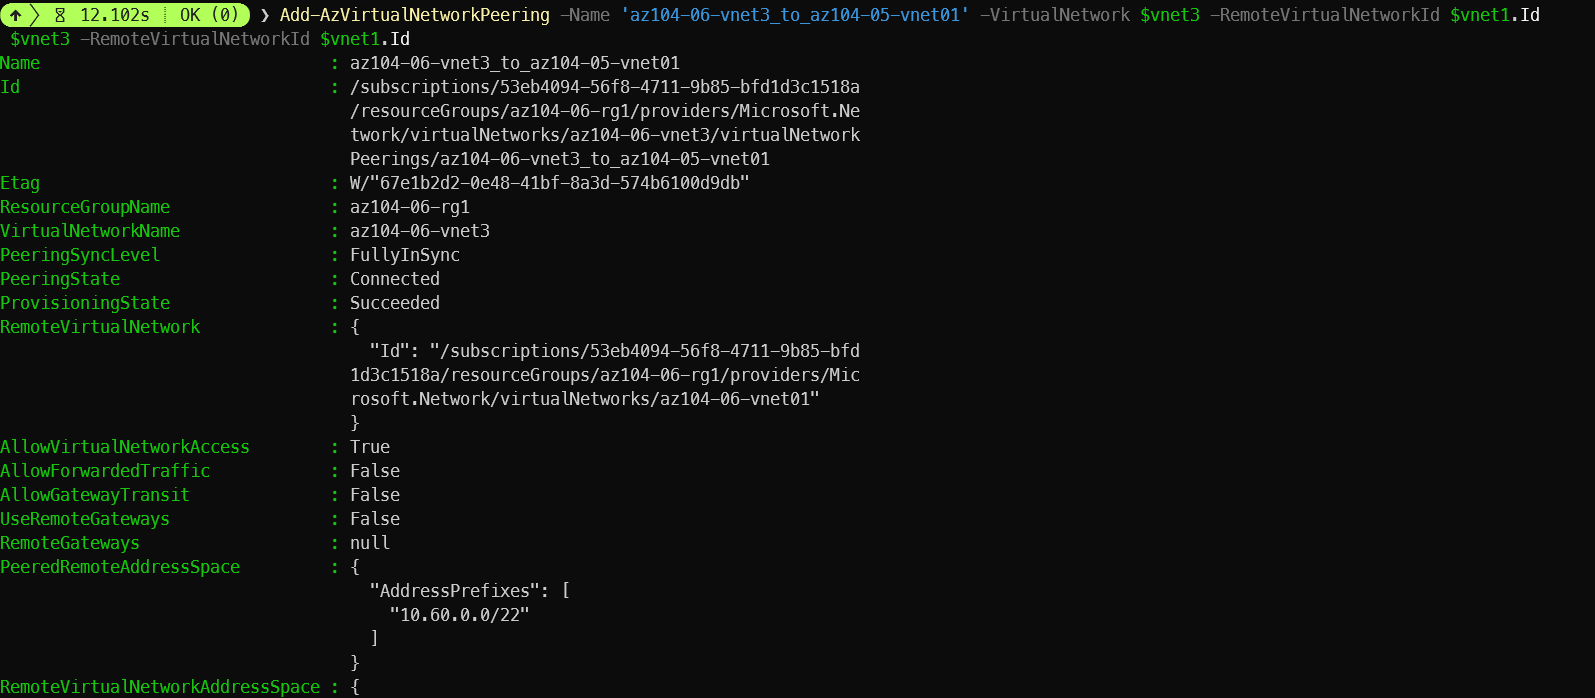 ↑ ⧖ 12.102s ┊ OK (0) ❯ Add-AzVirtualNetworkPeering -Name 'az104-06-vnet3_to_az104-05-vnet01' -VirtualNetwork $vnet3 -RemoteVirtualNetworkId $vnet1.Id
$vnet3 -RemoteVirtualNetworkId $vnet1.Id
Name : az104-06-vnet3_to_az104-05-vnet01
Id : /subscriptions/53eb4094-56f8-4711-9b85-bfd1d3c1518a
/resourceGroups/az104-06-rg1/providers/Microsoft.Ne
twork/virtualNetworks/az104-06-vnet3/virtualNetwork
Peerings/az104-06-vnet3_to_az104-05-vnet01
Etag : W/"67e1b2d2-0e48-41bf-8a3d-574b6100d9db"
ResourceGroupName : az104-06-rg1
VirtualNetworkName : az104-06-vnet3
PeeringSyncLevel : FullyInSync
PeeringState : Connected
ProvisioningState : Succeeded
RemoteVirtualNetwork : {
"Id": "/subscriptions/53eb4094-56f8-4711-9b85-bfd
1d3c1518a/resourceGroups/az104-06-rg1/providers/Mic
rosoft.Network/virtualNetworks/az104-06-vnet01"
}
AllowVirtualNetworkAccess : True
AllowForwardedTraffic : False
AllowGatewayTransit : False
UseRemoteGateways : False
RemoteGateways : null
PeeredRemoteAddressSpace : {
"AddressPrefixes": [
"10.60.0.0/22"
]
}
RemoteVirtualNetworkAddressSpace : {